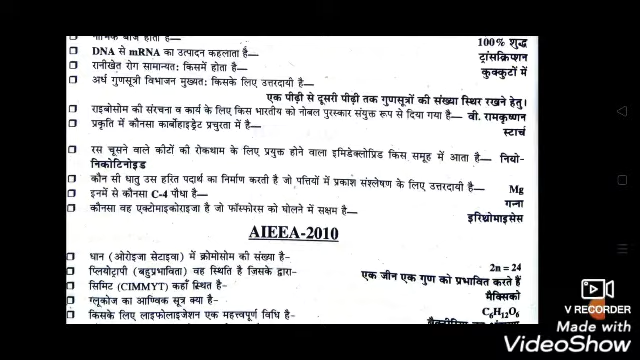 100% शुद्ध
DNA से mRNA का उत्पादन कहलाता है— ट्रांसक्रिप्शन
रानीखेत रोग सामान्यत: किसमें होता है— कुक्कुटों में
अर्ध गुणसूत्री विभाजन मुख्यत: किसके लिए उत्तरदायी है—
एक पीढ़ी से दूसरी पीढ़ी तक गुणसूत्रों की संख्या स्थिर रखने हेतु।
राइबोसोम की संरचना व कार्य के लिए किस भारतीय को नोबल पुरस्कार संयुक्त रूप से दिया गया है— वी. रामकृष्णन
प्रकृति में कौनसा कार्बोहाइड्रेट प्रचुरता में है— स्टार्च
रस चूसने वाले कीटों की रोकथाम के लिए प्रयुक्त होने वाला इमिडेक्लोप्रिड किस समूह में आता है— नियो-
निकोटिनोइड
कौन सी धातु उस हरित पदार्थ का निर्माण करती है जो पत्तियों में प्रकाश संश्लेषण के लिए उत्तरदायी है— Mg
इनमें से कौनसा C-4 पौधा है— गन्ना
कौनसा वह एक्टोमाइकोराइजा है जो फॉस्फोरस को घोलने में सक्षम है— इरिथ्रोमाइसेस
AIEEA-2010
धान (ओराइजा सेटाइवा) में क्रोमोसोम की संख्या है- 2n = 24
प्लियोट्रापी (बहुप्रभाविता) वह स्थिति है जिसके द्वारा- एक जीन एक गुण को प्रभावित करते हैं
सिमिट (CIMMYT) कहाँ स्थित है- मैक्सिको
ग्लूकोज का आण्विक सूत्र क्या है- C₆H₁₂O₆
किसके लिए लाइफोलाइजेशन एक महत्त्वपूर्ण विधि है-
V RECORDER
Made with
VideoShow